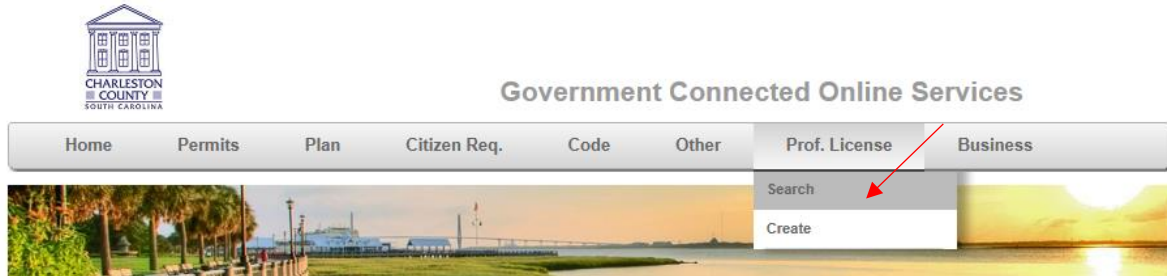 CHARLESTON
COUNTY
SOUTH CAROLINA
Government Connected Online Services
Home Permits Plan Citizen Req. Code Other Prof. License Business
Search
Create